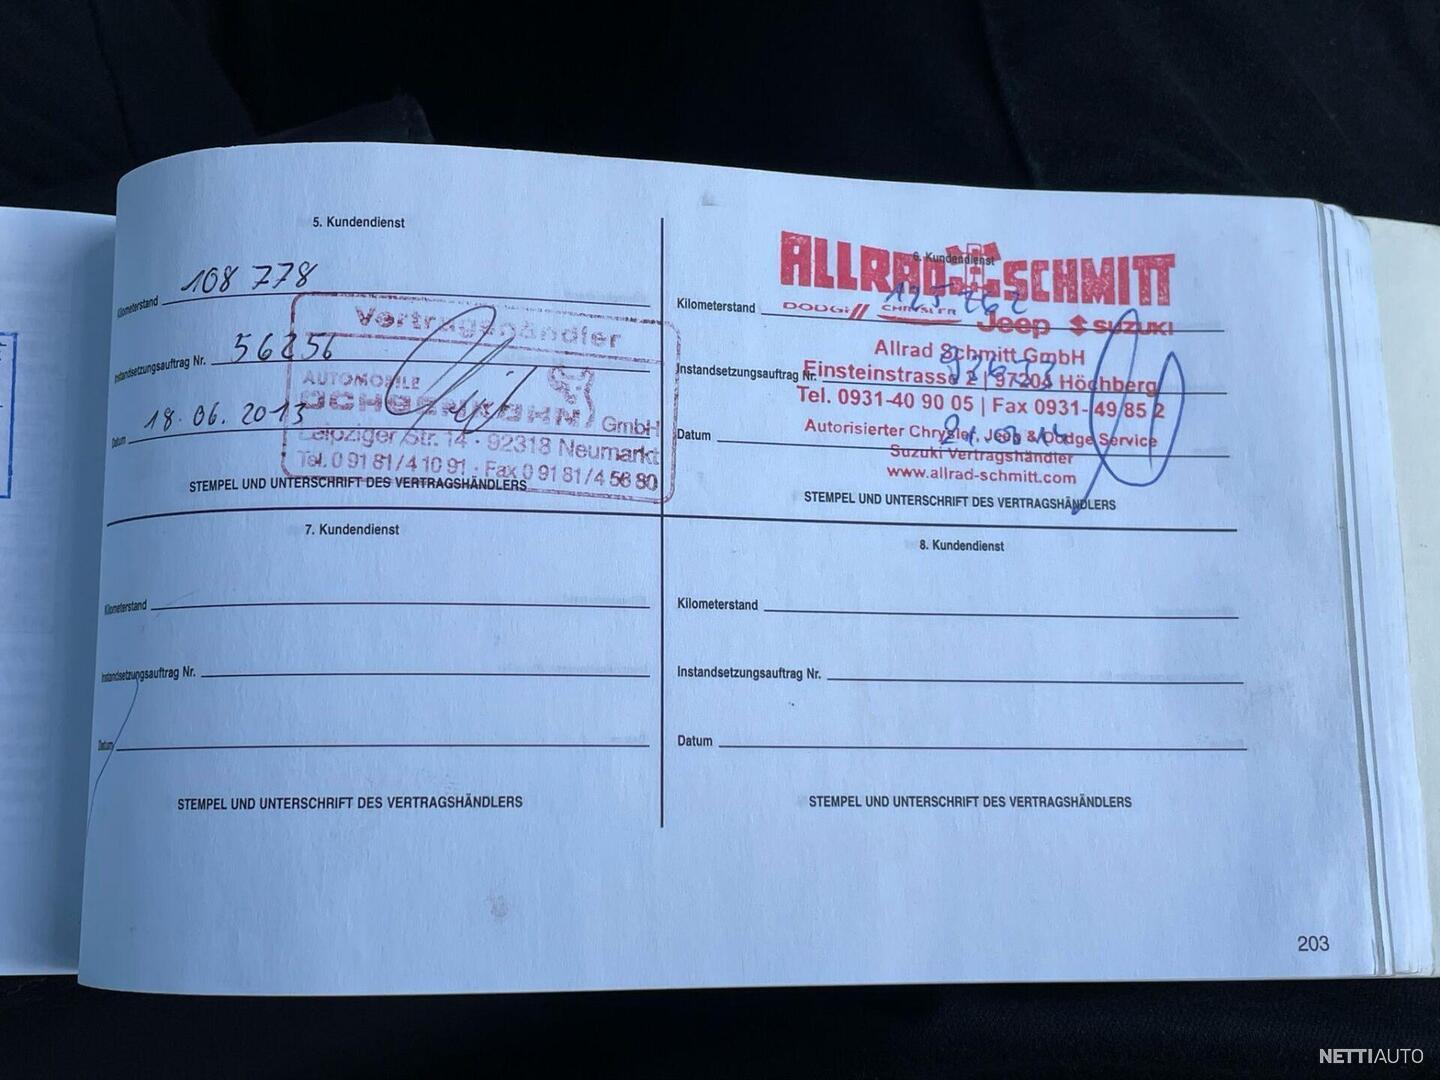 5. Kundendienst
Kilometerstand 108 778
Instandsetzungsauftrag Nr. 56256
Datum 18.06.2013
Vertragshändler
AUTOMOBILE
OCHSENKÜHN GmbH
Leipziger Str. 14 · 92318 Neumarkt
Tel. 0 91 81 / 4 10 91 · Fax 0 91 81 / 4 56 80
STEMPEL UND UNTERSCHRIFT DES VERTRAGSHÄNDLERS
6. Kundendienst
ALLRAD SCHMITT
Kilometerstand 125262
DODGE CHRYSLER Jeep SUZUKI
Allrad Schmitt GmbH
Instandsetzungsauftrag Nr.
Einsteinstrasse 2 | 97204 Höchberg
Tel. 0931-40 90 05 | Fax 0931-49 85 2
Datum
Autorisierter Chrysler, Jeep & Dodge Service
Suzuki Vertragshändler
www.allrad-schmitt.com
STEMPEL UND UNTERSCHRIFT DES VERTRAGSHÄNDLERS
7. Kundendienst
Kilometerstand
Instandsetzungsauftrag Nr.
Datum
STEMPEL UND UNTERSCHRIFT DES VERTRAGSHÄNDLERS
8. Kundendienst
Kilometerstand
Instandsetzungsauftrag Nr.
Datum
STEMPEL UND UNTERSCHRIFT DES VERTRAGSHÄNDLERS
203
NETTIAUTO